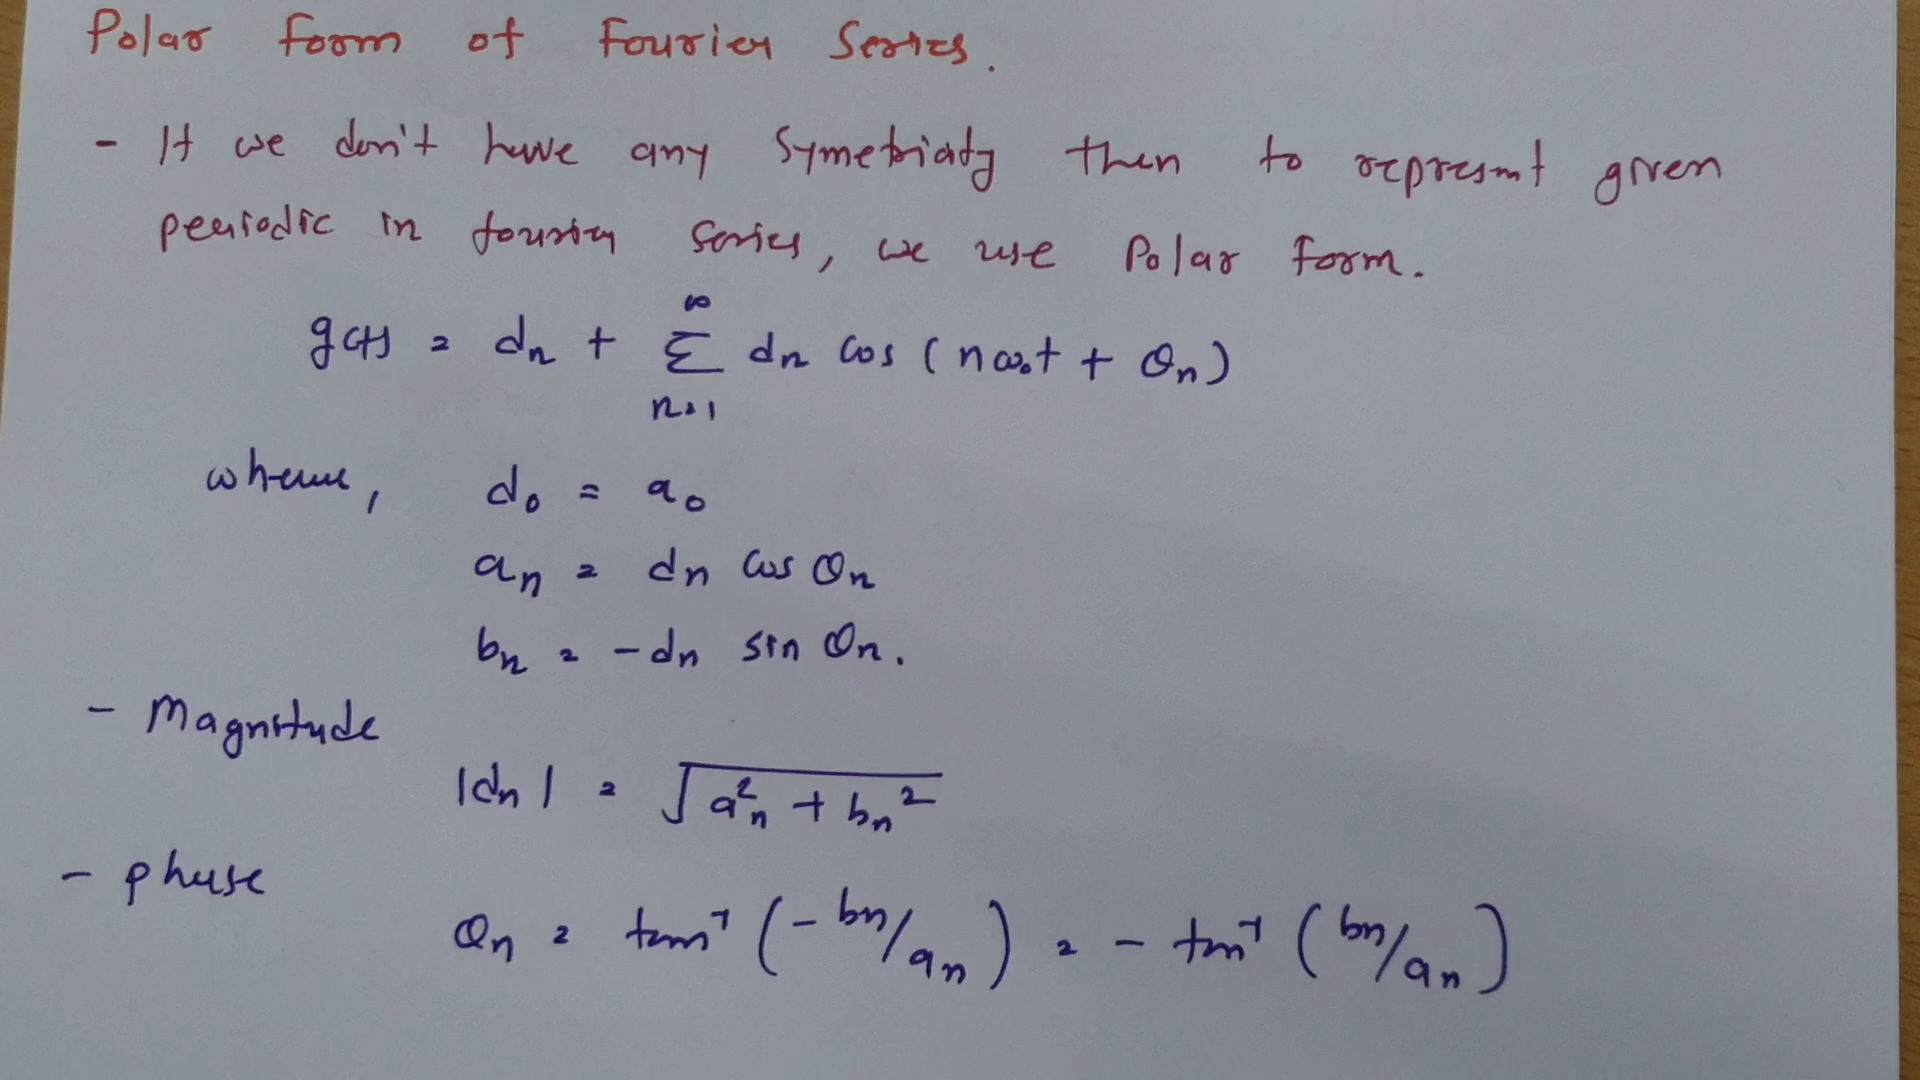 Polar form of Fourier Series.
- If we don't have any Symetriaty then to represent given
periodic in fourier series, we use Polar form.
g(t) = dn + ∞Σn=1 dn cos (nω₀t + θn)
where, d₀ = a₀
an = dn cos θn
bn = -dn sin θn.
- Magnitude
|dn| = √(an² + bn²)
- phase
θn = tan⁻¹ (-bn/an) = - tan⁻¹ (bn/an)